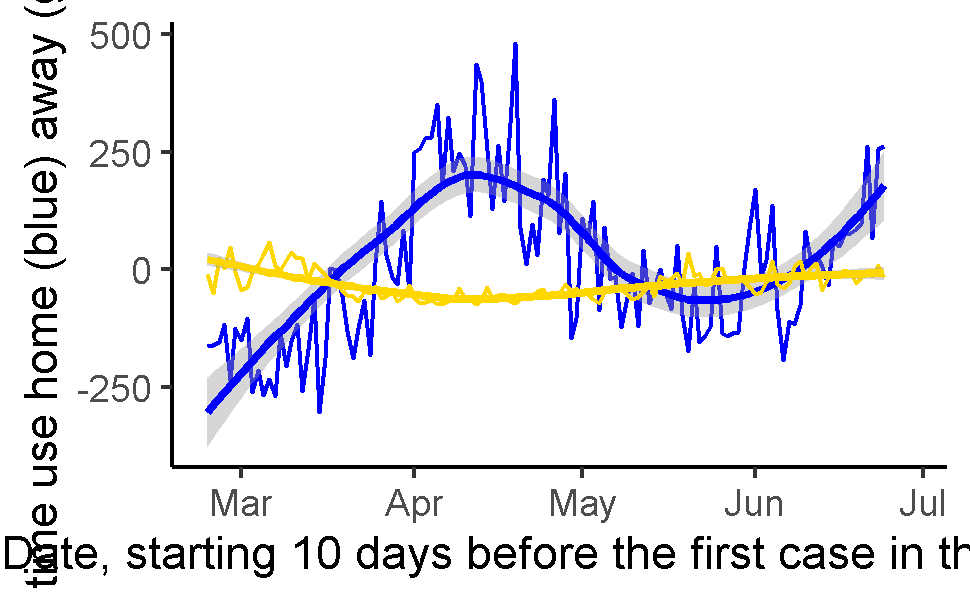 time use home (blue) away (
500
250
0
-250
Mar Apr May Jun Jul
Date, starting 10 days before the first case in th